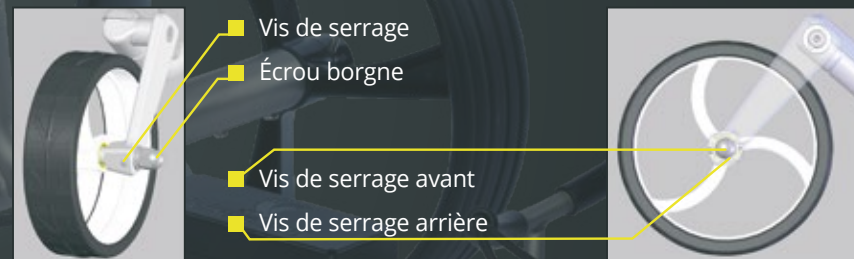 Vis de serrage
Écrou borgne
Vis de serrage avant
Vis de serrage arrière